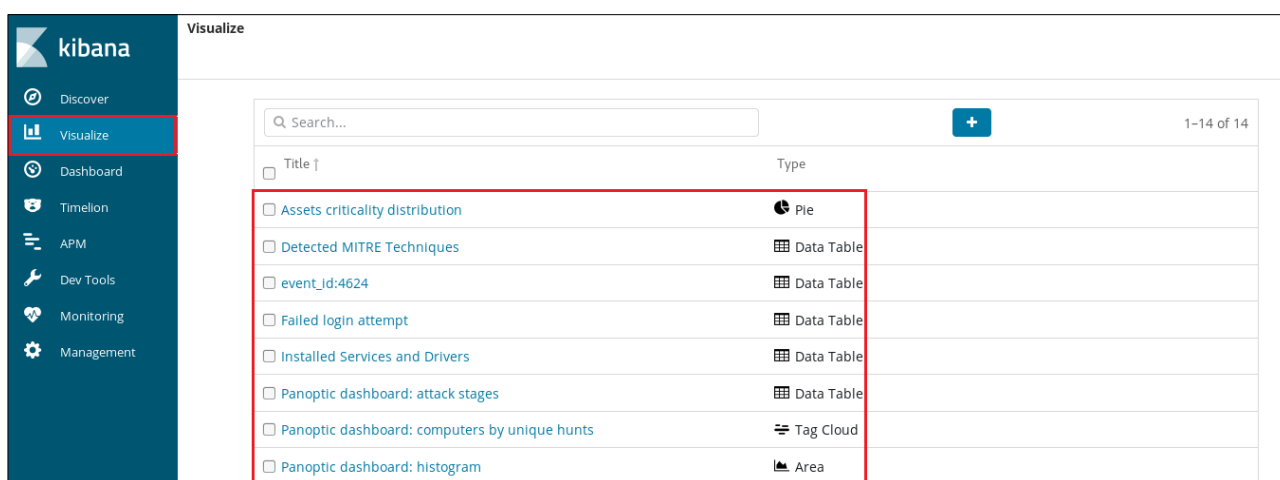 kibana
Discover
Visualize
Dashboard
Timelion
APM
Dev Tools
Monitoring
Management
Visualize
Search...
+
1–14 of 14
Title ↑ Type
Assets criticality distribution Pie
Detected MITRE Techniques Data Table
event_id:4624 Data Table
Failed login attempt Data Table
Installed Services and Drivers Data Table
Panoptic dashboard: attack stages Data Table
Panoptic dashboard: computers by unique hunts Tag Cloud
Panoptic dashboard: histogram Area